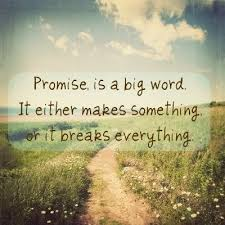 Promise, is a big word.
It either makes something,
or it breaks everything.